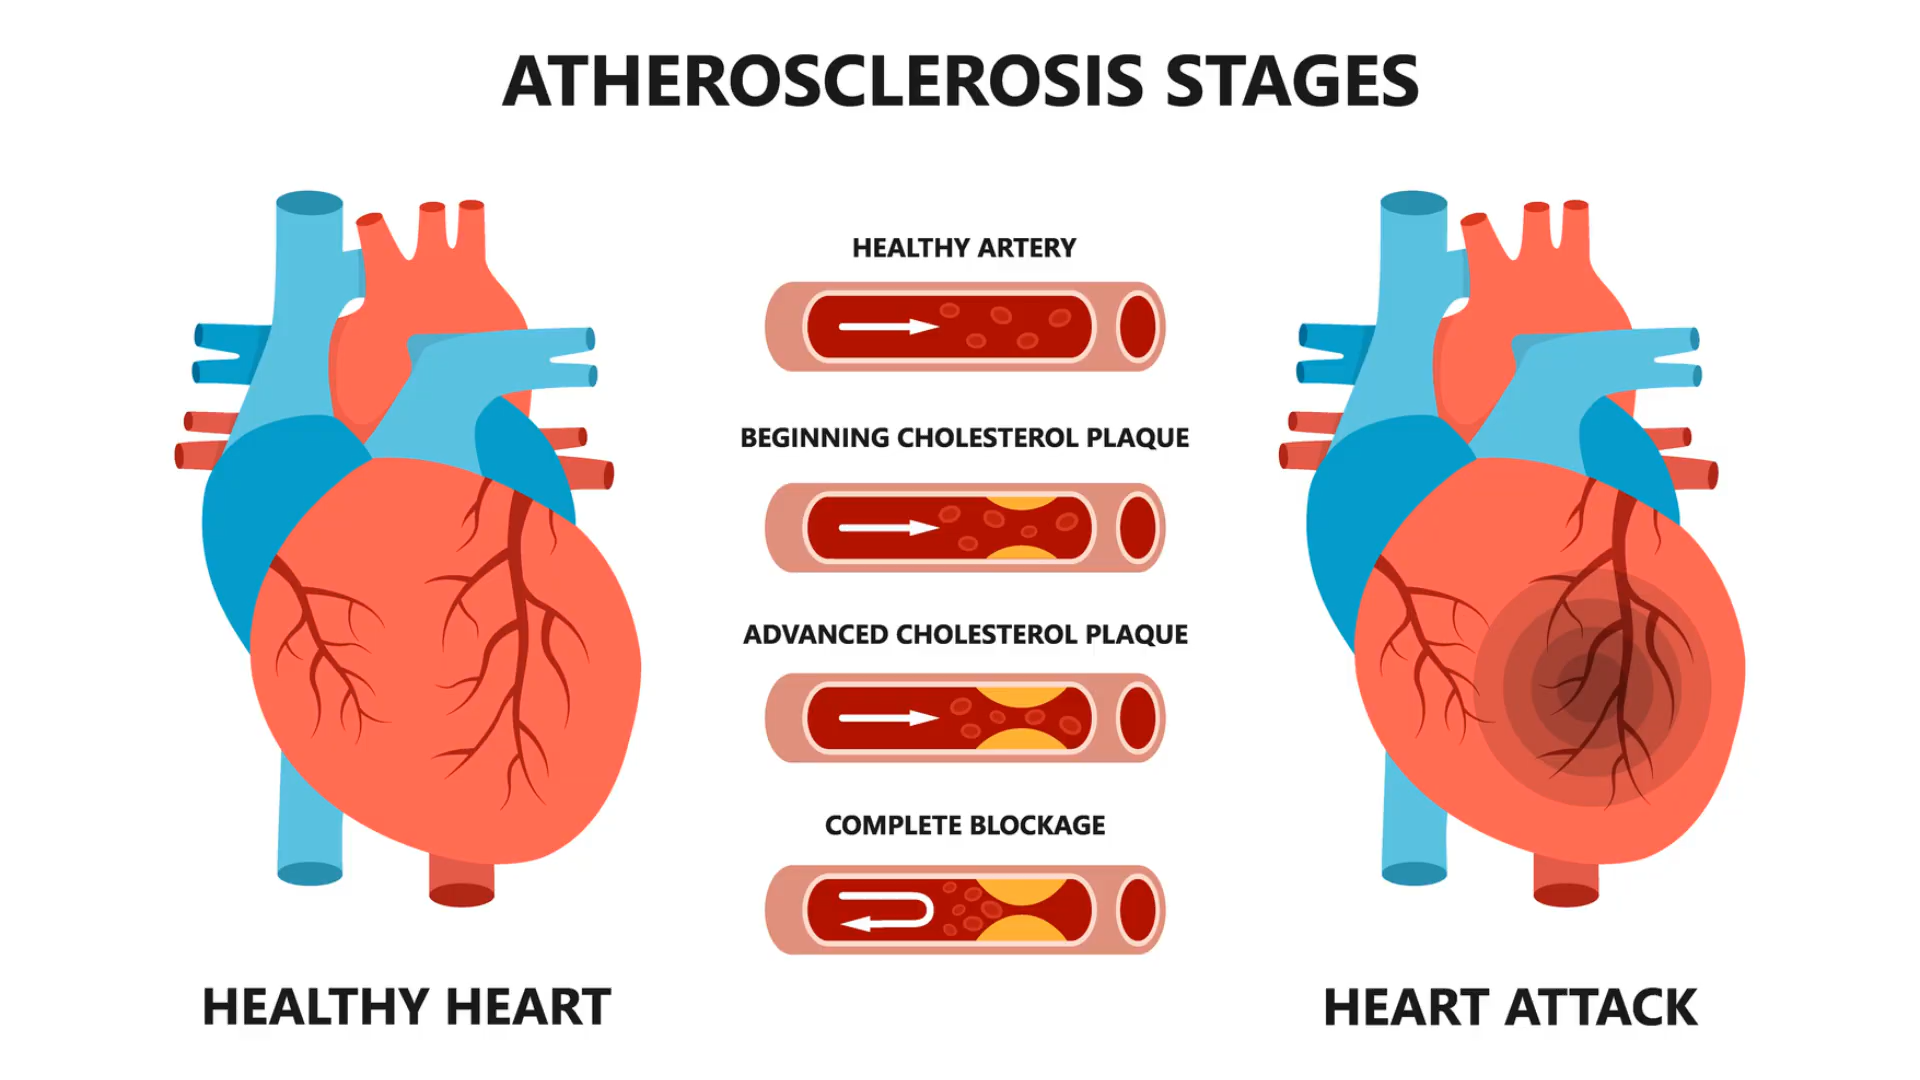 ATHEROSCLEROSIS STAGES
HEALTHY ARTERY
BEGINNING CHOLESTEROL PLAQUE
ADVANCED CHOLESTEROL PLAQUE
COMPLETE BLOCKAGE
HEALTHY HEART
HEART ATTACK